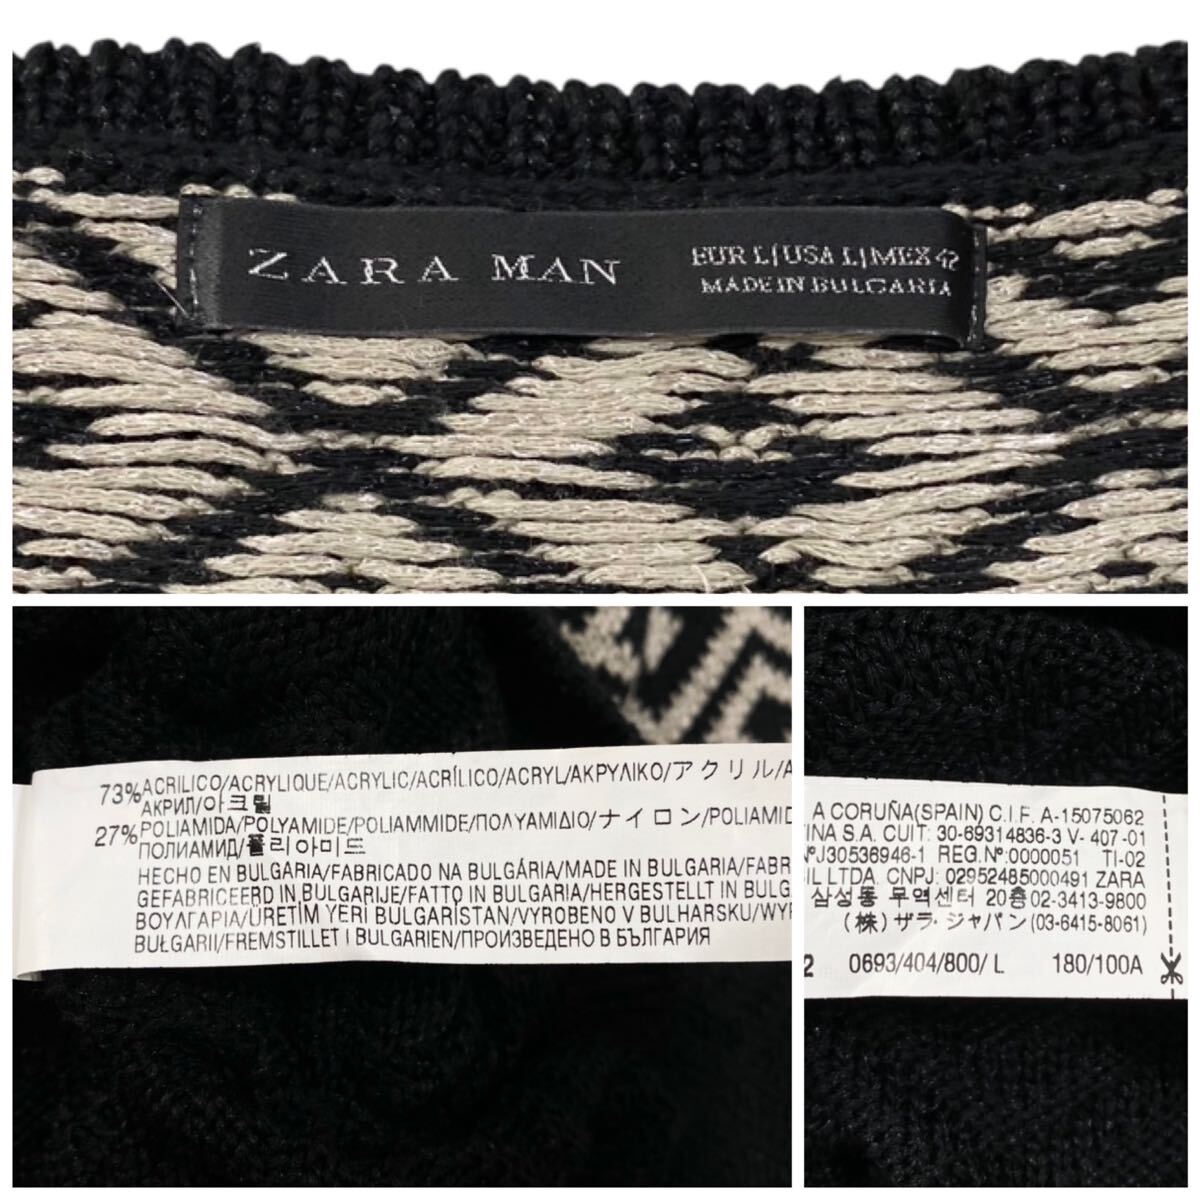 ZARA MAN
EUR L/USA L/MEX 42
MADE IN BULGARIA
73% ACRILICO/ACRYLIQUE/ACRYLIC/ACRÍLICO/ACRYL/ΑΚΡΥΛΙΚΟ/アクリル/A
АКРИЛ/아크릴
27% POLIAMIDA/POLYAMIDE/POLIAMMIDE/ΠΟΛΥΑΜΙΔΙΟ/ナイロン/POLIAMID
ПОЛИАМИД/폴리아미드
HECHO EN BULGARIA/FABRICADO NA BULGÁRIA/MADE IN BULGARIA/FABR
GEFABRICEERD IN BULGARIJE/FATTO IN BULGARIA/HERGESTELLT IN BULG
ΒΟΥΛΓΑΡΙΑ/ÜRETİM YERİ BULGARİSTAN/VYROBENO V BULHARSKU/WYP
BUŁGARII/FREMSTILLET I BULGARIEN/ПРОИЗВЕДЕНО В БЪЛГАРИЯ
A CORUÑA(SPAIN) C.I.F. A-15075062
TINA S.A. CUIT: 30-69314836-3 V- 407-01
NºJ30536946-1 REG.Nº:0000051 TI-02
SIL LTDA. CNPJ: 02952485000491 ZARA
삼성동 무역센터 20층 02-3413-9800
(株)ザラ・ジャパン(03-6415-8061)
2 0693/404/800/ L 180/100A